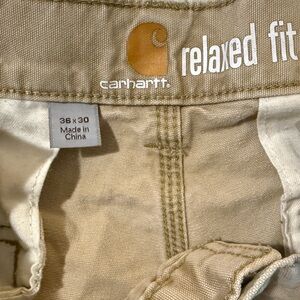 carhartt.
relaxed fit
36 x 30
Made in
China